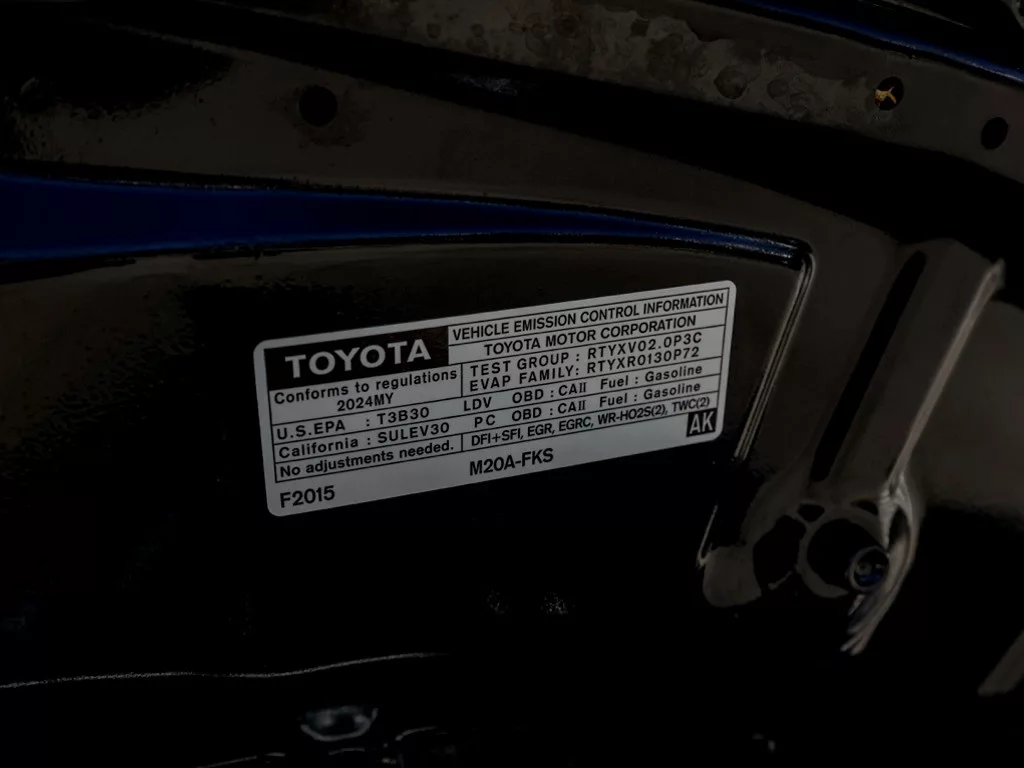 TOYOTA
VEHICLE EMISSION CONTROL INFORMATION
TOYOTA MOTOR CORPORATION
Conforms to regulations
2024MY
TEST GROUP : RTYXV02.0P3C
EVAP FAMILY: RTYXR0130P72
U.S.EPA : T3B30 LDV OBD : CAII Fuel : Gasoline
California : SULEV30 PC OBD : CAII Fuel : Gasoline
No adjustments needed. DFI+SFI, EGR, EGRC, WR-HO2S(2), TWC(2)
AK
F2015 M20A-FKS